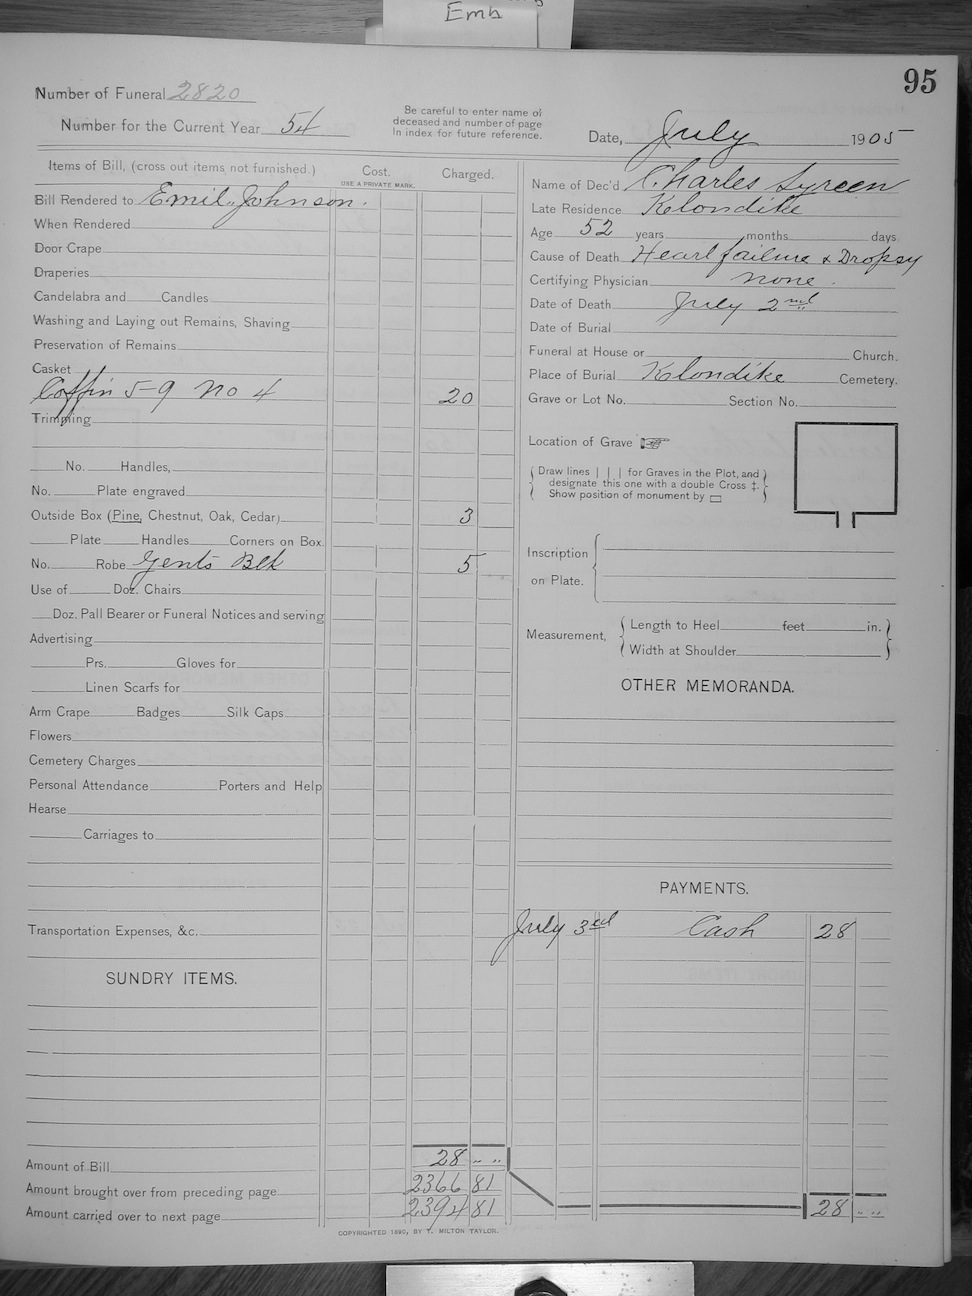 Emh
95
Number of Funeral 2820
Number for the Current Year 54
Be careful to enter name of
deceased and number of page
in index for future reference.
Date, July 1905
Items of Bill, (cross out items not furnished.)
Cost.
USE A PRIVATE MARK.
Charged.
Bill Rendered to Emil Johnson.
When Rendered
Door Crape
Draperies
Candelabra and Candles
Washing and Laying out Remains, Shaving
Preservation of Remains
Casket
Coffin 5-9 No 4 20
Trimming
No. Handles,
No. Plate engraved
Outside Box (Pine, Chestnut, Oak, Cedar) 3
Plate Handles Corners on Box.
No. Robe Gents Blk 5
Use of Doz. Chairs
Doz. Pall Bearer or Funeral Notices and serving
Advertising
Prs. Gloves for
Linen Scarfs for
Arm Crape Badges Silk Caps
Flowers
Cemetery Charges
Personal Attendance Porters and Help
Hearse
Carriages to
Transportation Expenses, &c.
SUNDRY ITEMS.
Amount of Bill 28 " "
Amount brought over from preceding page 2366 81
Amount carried over to next page 2394 81
Name of Dec'd Charles Syreen
Late Residence Klondike
Age 52 years months days
Cause of Death Heart failure & Dropsy
Certifying Physician none.
Date of Death July 2nd
Date of Burial
Funeral at House or Church.
Place of Burial Klondike Cemetery.
Grave or Lot No. Section No.
Location of Grave ☞
(Draw lines | | | for Graves in the Plot, and
designate this one with a double Cross ‡.
Show position of monument by ▭)
Inscription
on Plate.
Measurement, (Length to Heel feet in.)
(Width at Shoulder )
OTHER MEMORANDA.
PAYMENTS.
July 3rd Cash 28
28 " "
COPYRIGHTED 1890, BY T. MILTON TAYLOR.